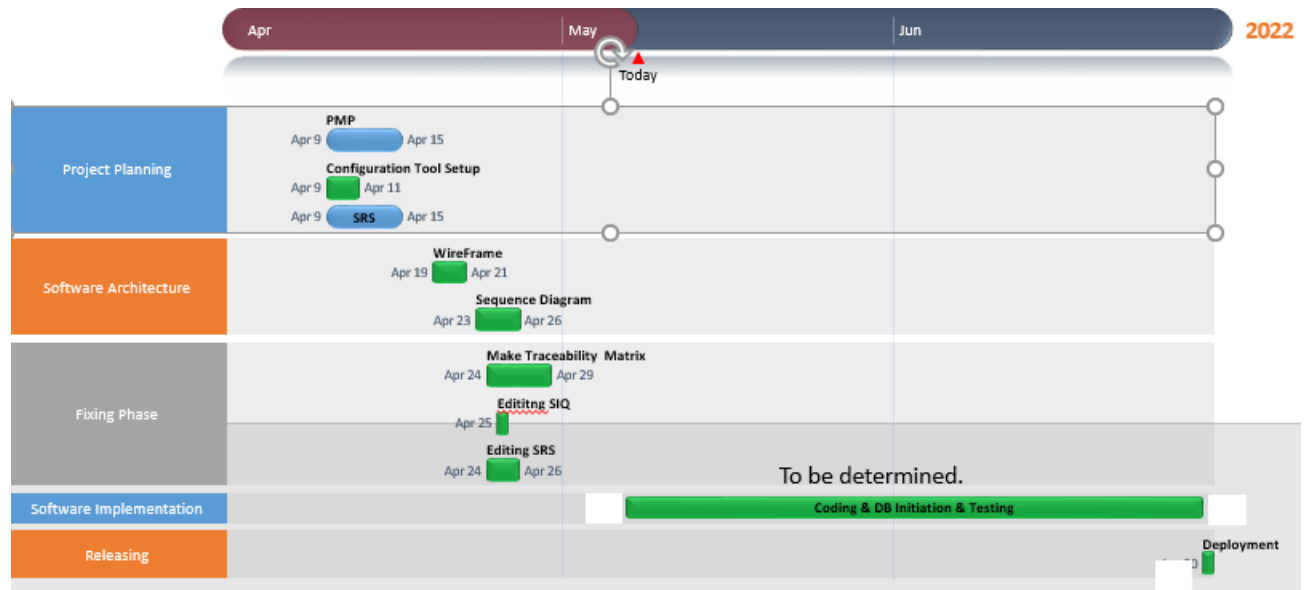 Apr
May
Jun
2022
Today
Project Planning
PMP
Apr 9
Apr 15
Configuration Tool Setup
Apr 9
Apr 11
Apr 9
SRS
Apr 15
Software Architecture
WireFrame
Apr 19
Apr 21
Sequence Diagram
Apr 23
Apr 26
Fixing Phase
Make Traceability Matrix
Apr 24
Apr 29
Edititng SIQ
Apr 25
Editing SRS
Apr 24
Apr 26
To be determined.
Software Implementation
Coding & DB Initiation & Testing
Releasing
Deployment